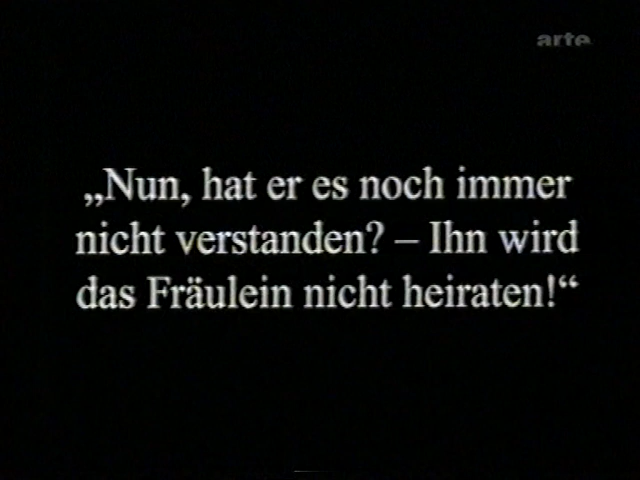 arte
„Nun, hat er es noch immer
nicht verstanden? – Ihn wird
das Fräulein nicht heiraten!“